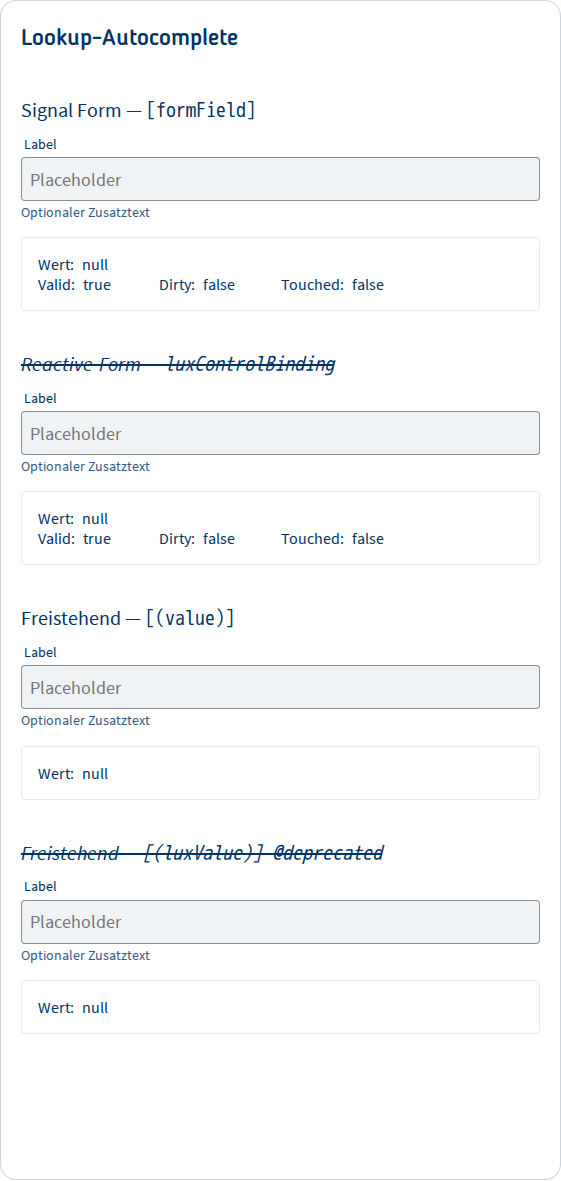 Lookup-Autocomplete
Signal Form — [formField]
Label
Placeholder
Optionaler Zusatztext
Wert: null
Valid: true Dirty: false Touched: false
Reactive Form — luxControlBinding
Label
Placeholder
Optionaler Zusatztext
Wert: null
Valid: true Dirty: false Touched: false
Freistehend — [(value)]
Label
Placeholder
Optionaler Zusatztext
Wert: null
Freistehend — [(luxValue)] @deprecated
Label
Placeholder
Optionaler Zusatztext
Wert: null